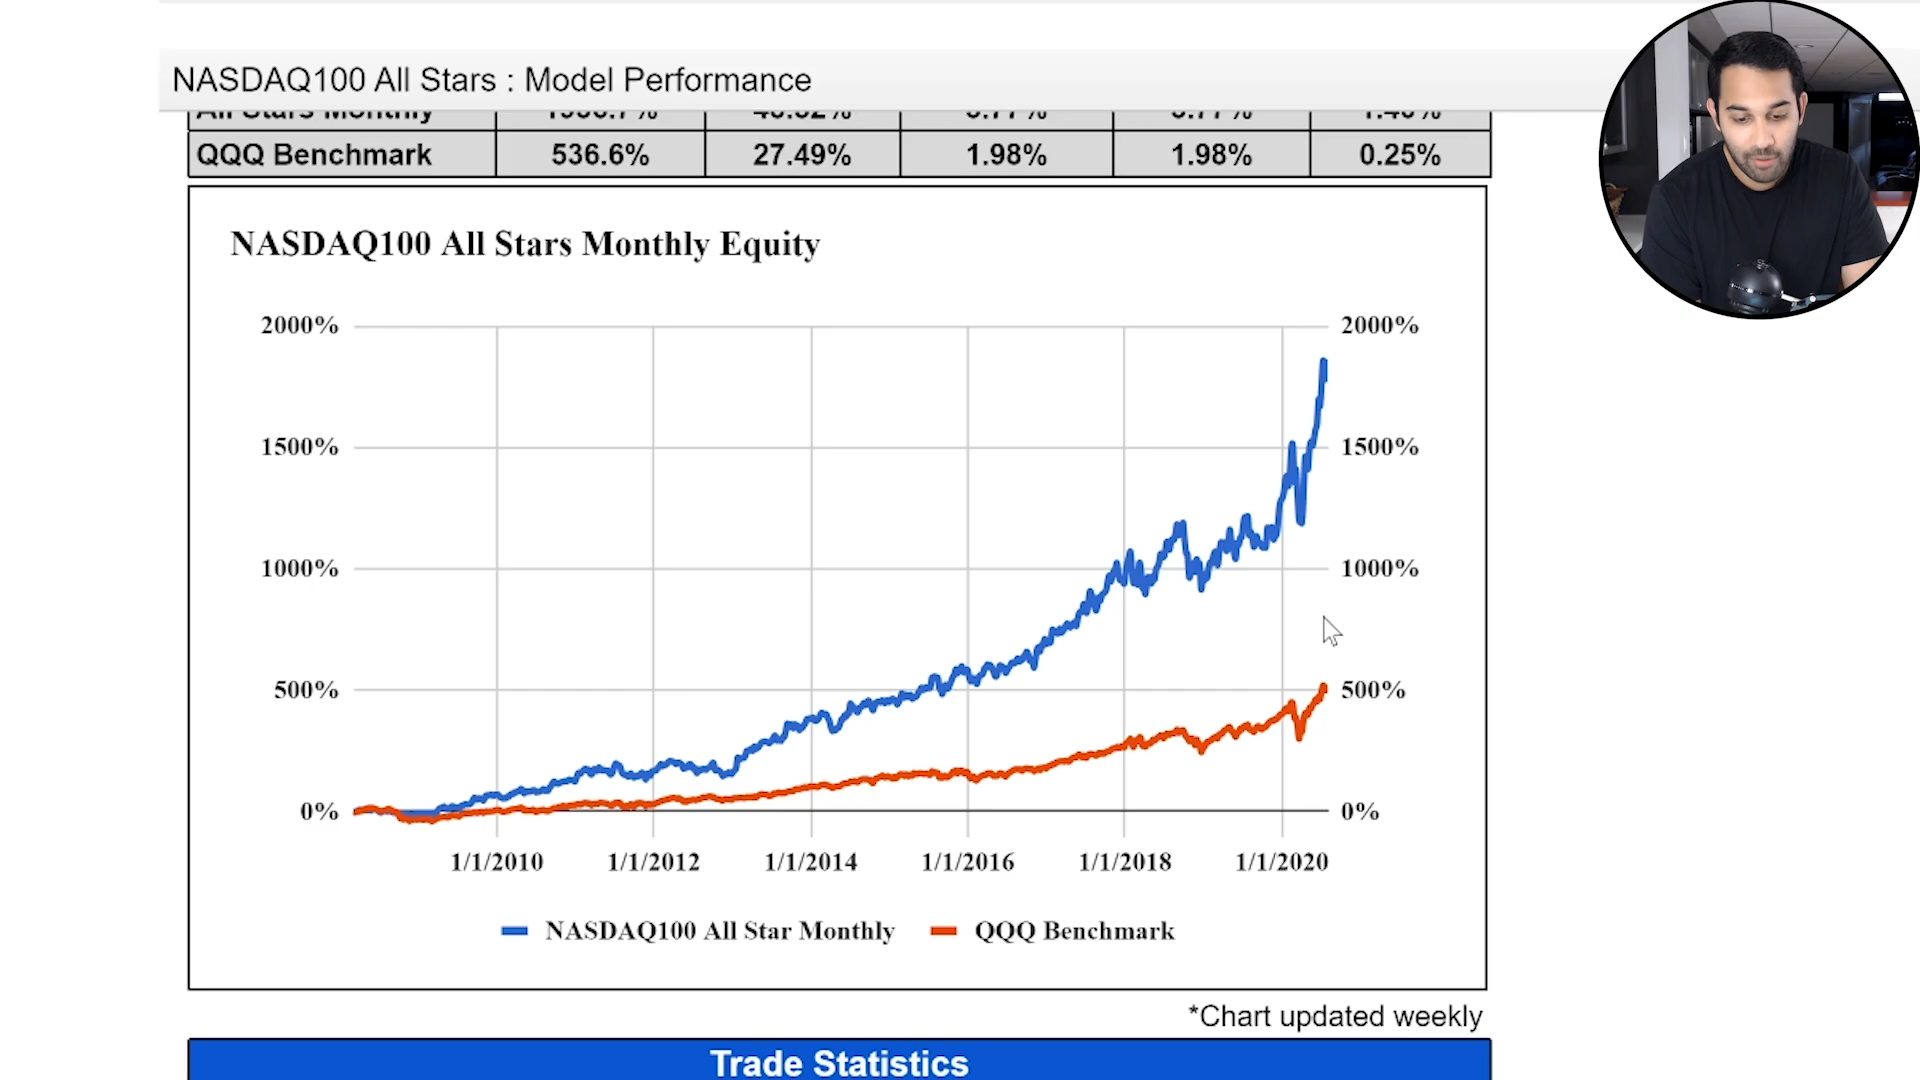 NASDAQ100 All Stars : Model Performance
All Stars Monthly
QQQ Benchmark 536.6% 27.49% 1.98% 1.98% 0.25%
NASDAQ100 All Stars Monthly Equity
2000% 2000%
1500% 1500%
1000% 1000%
500% 500%
0% 0%
1/1/2010 1/1/2012 1/1/2014 1/1/2016 1/1/2018 1/1/2020
NASDAQ100 All Star Monthly QQQ Benchmark
*Chart updated weekly
Trade Statistics